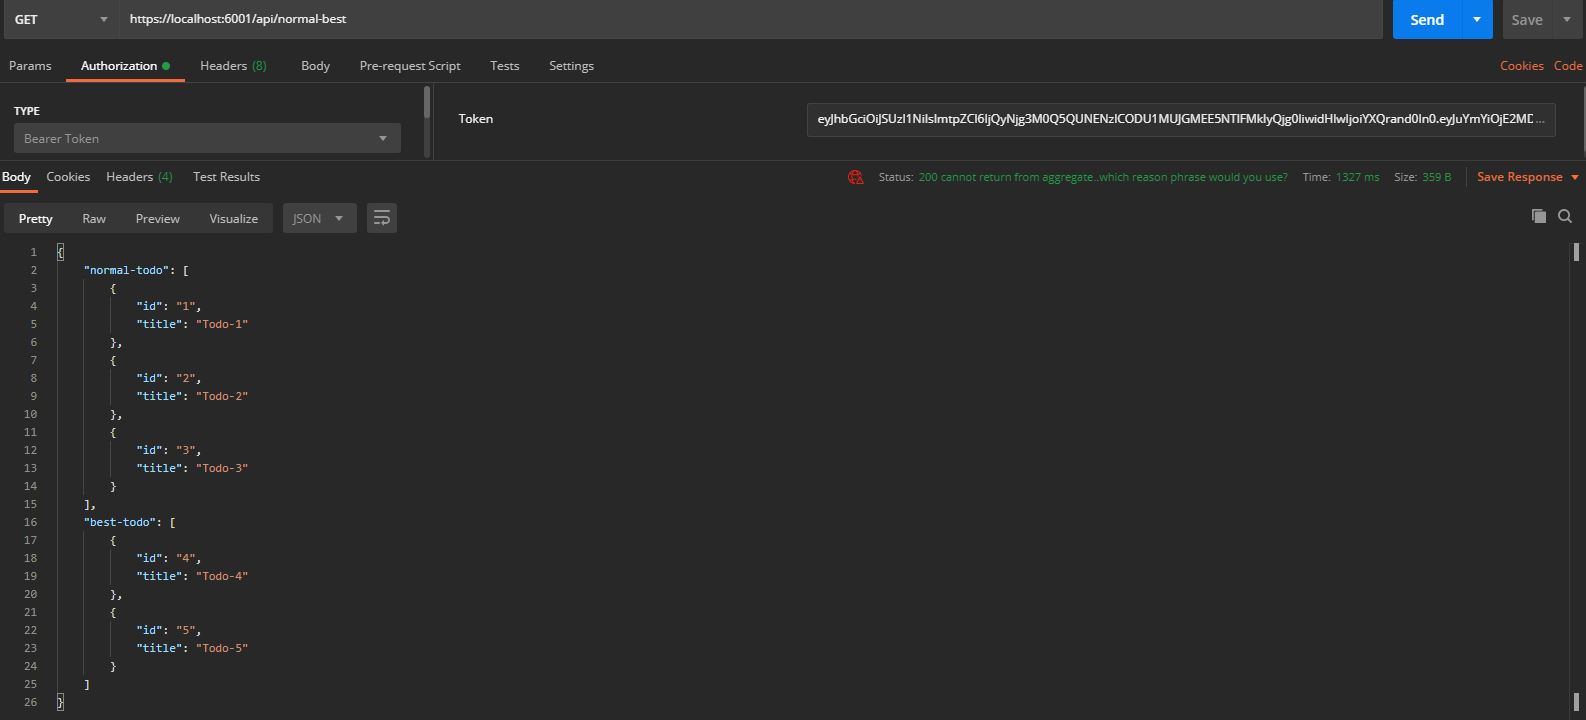 GET https://localhost:6001/api/normal-best Send Save
Params Authorization Headers (8) Body Pre-request Script Tests Settings Cookies Code
TYPE
Bearer Token
Token
Body Cookies Headers (4) Test Results Status: 200 cannot return from aggregate..which reason phrase would you use? Time: 1327 ms Size: 359 B Save Response
Pretty Raw Preview Visualize JSON
1 {
2 "normal-todo": [
3 {
4 "id": "1",
5 "title": "Todo-1"
6 },
7 {
8 "id": "2",
9 "title": "Todo-2"
10 },
11 {
12 "id": "3",
13 "title": "Todo-3"
14 }
15 ],
16 "best-todo": [
17 {
18 "id": "4",
19 "title": "Todo-4"
20 },
21 {
22 "id": "5",
23 "title": "Todo-5"
24 }
25 ]
26 }